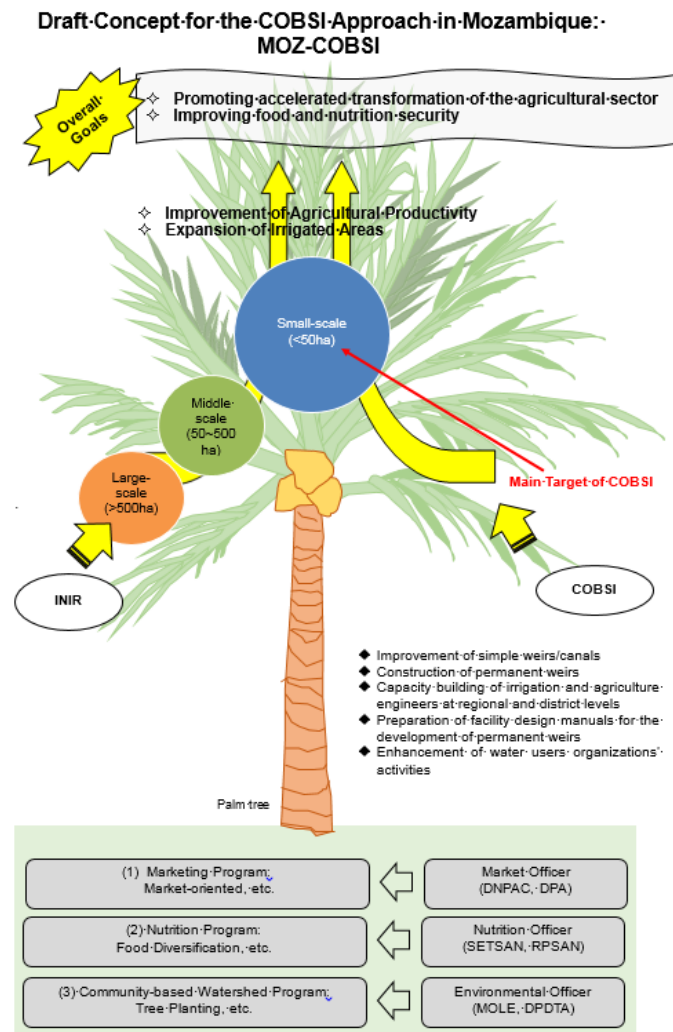 Draft Concept for the COBSI Approach in Mozambique:
MOZ-COBSI
Overall
Goals
✧ Promoting accelerated transformation of the agricultural sector
✧ Improving food and nutrition security
✧ Improvement of Agricultural Productivity
✧ Expansion of Irrigated Areas
Small-scale
(<50ha)
Middle-
scale
(50~500
ha)
Large-
scale
(>500ha)
Main Target of COBSI
INIR
COBSI
◆ Improvement of simple weirs/canals
◆ Construction of permanent weirs
◆ Capacity building of irrigation and agriculture
engineers at regional and district levels
◆ Preparation of facility design manuals for the
development of permanent weirs
◆ Enhancement of water users organizations'
activities
Palm tree
(1) Marketing Program:
Market-oriented, etc.
Market Officer
(DNPAC, DPA)
(2) Nutrition Program:
Food Diversification, etc.
Nutrition Officer
(SETSAN, RPSAN)
(3) Community-based Watershed Program:
Tree Planting, etc.
Environmental Officer
(MOLE, DPDTA)